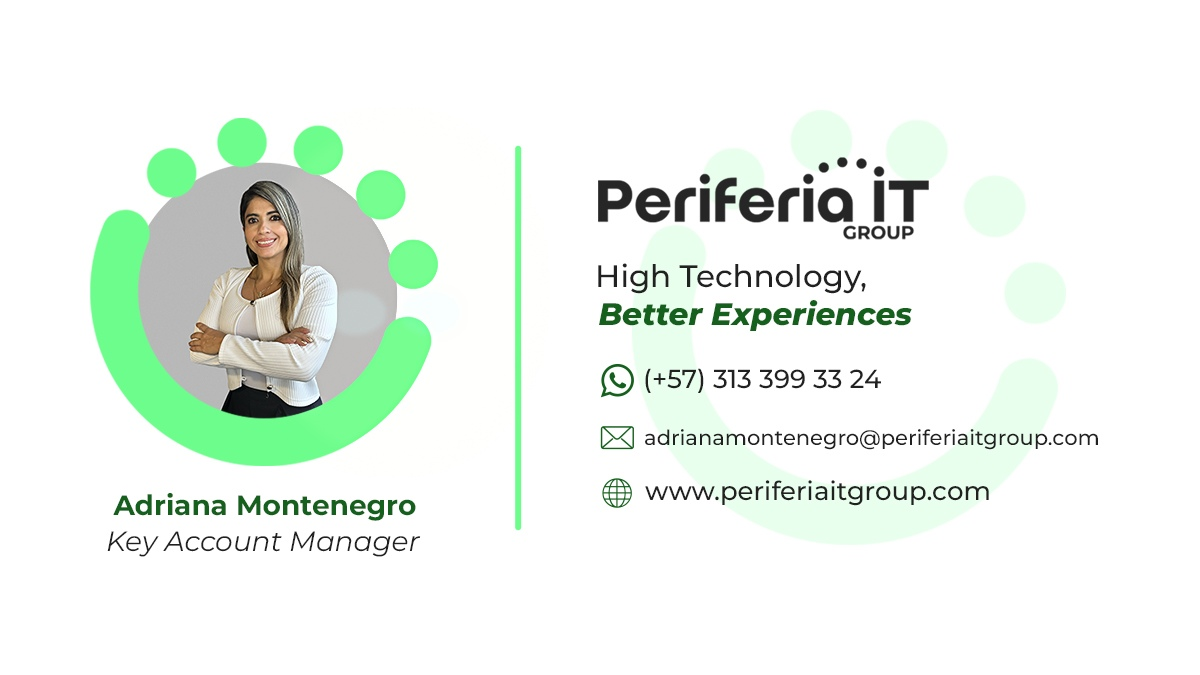 Adriana Montenegro
Key Account Manager
Periferia IT
GROUP
High Technology,
Better Experiences
(+57) 313 399 33 24
adrianamontenegro@periferiaitgroup.com
www.periferiaitgroup.com